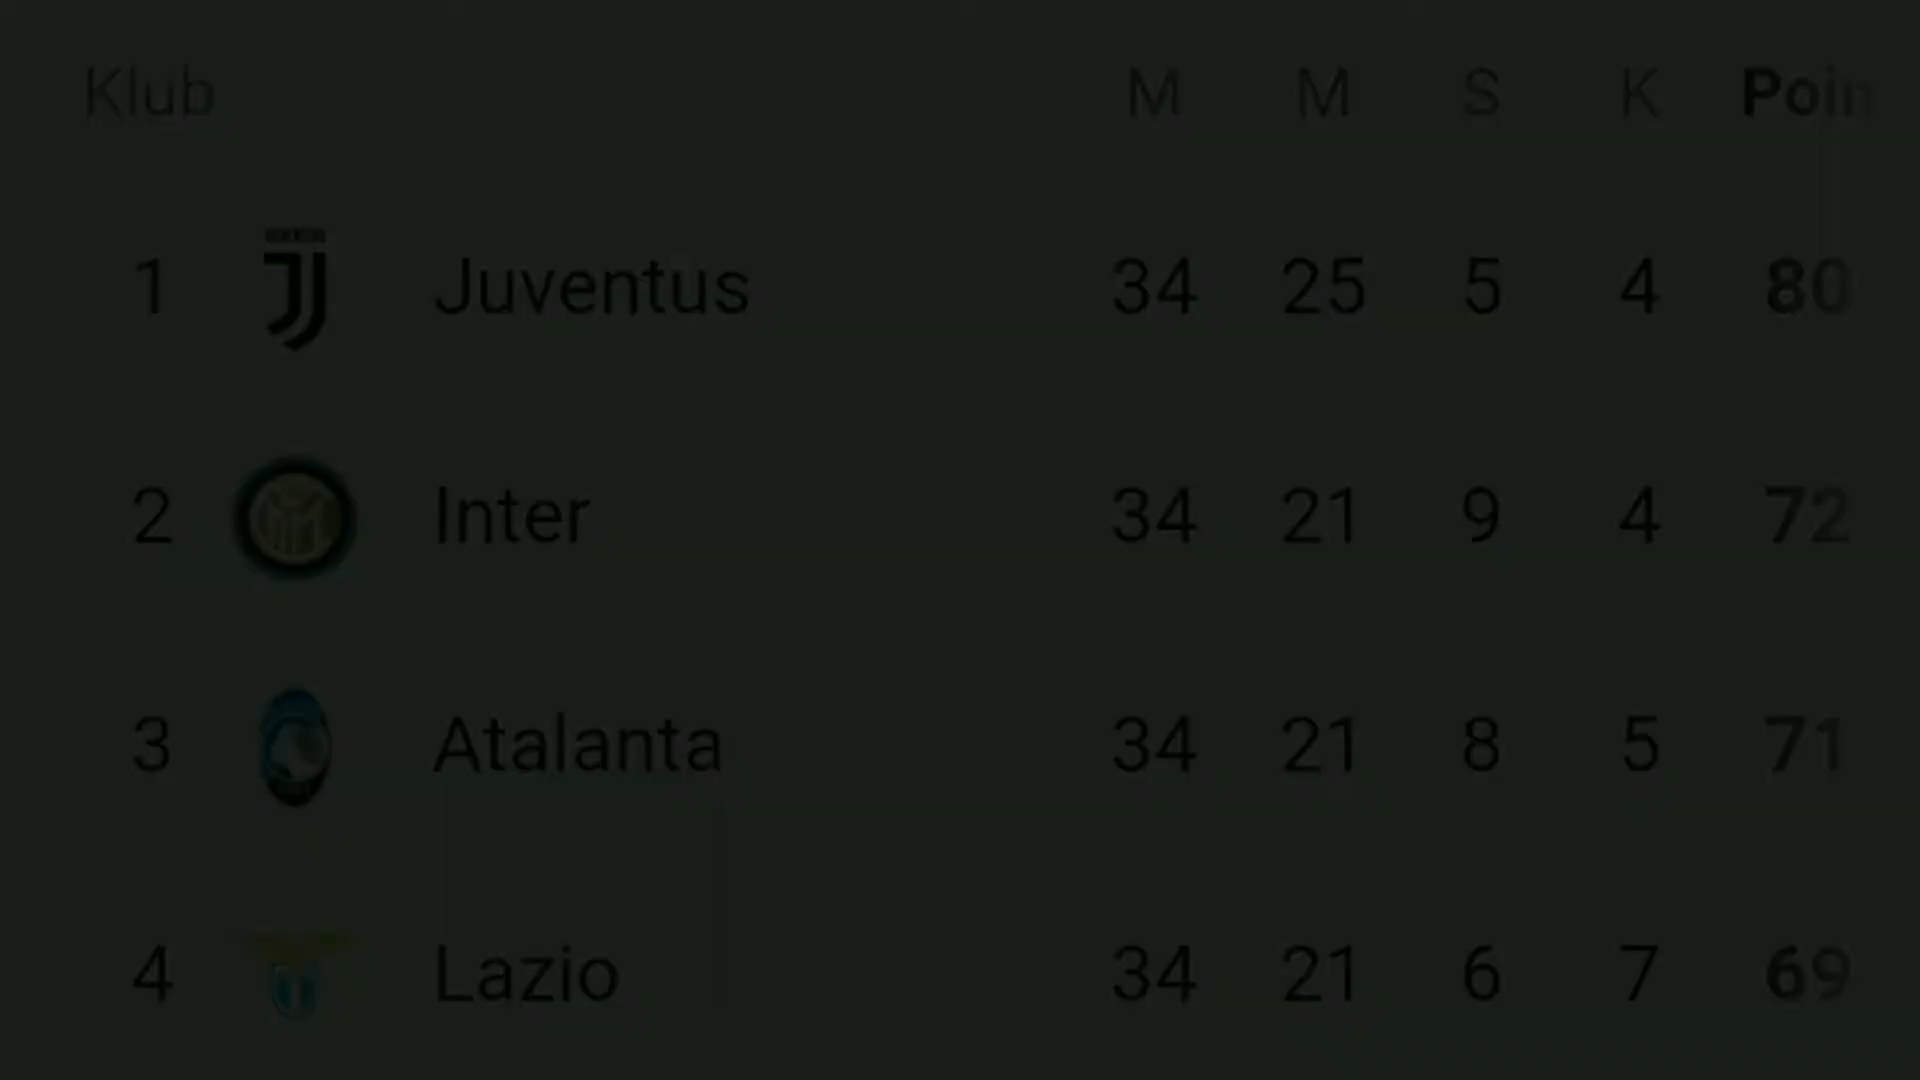 Klub M M S K Poin
1 Juventus 34 25 5 4 80
2 Inter 34 21 9 4 72
3 Atalanta 34 21 8 5 71
4 Lazio 34 21 6 7 69